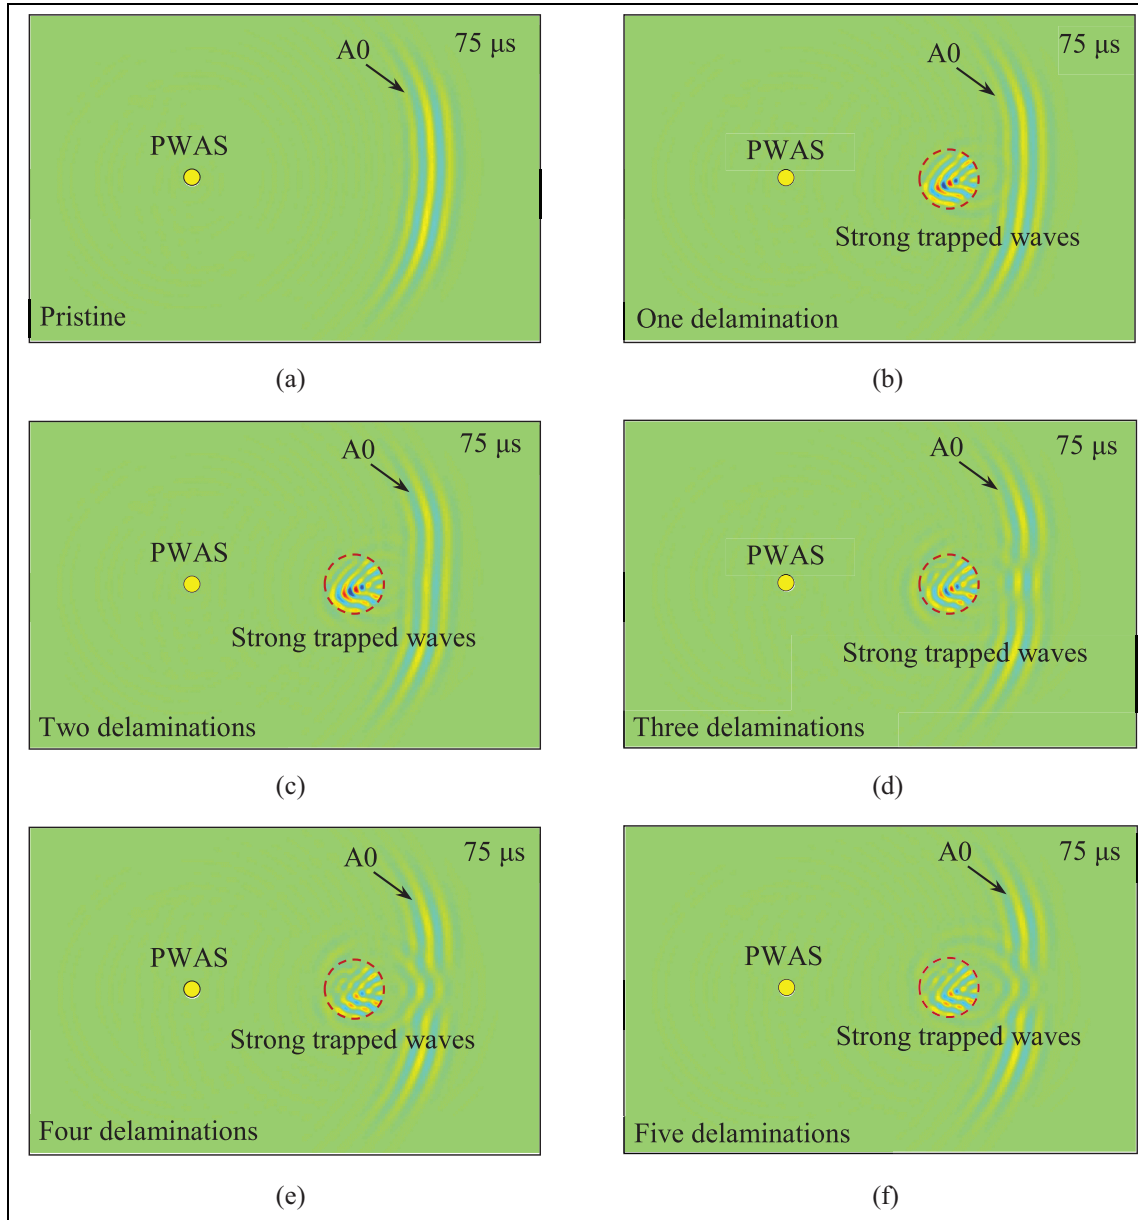 75 μs
A0
PWAS
Pristine
(a)
75 μs
A0
PWAS
Strong trapped waves
One delamination
(b)
75 μs
A0
PWAS
Strong trapped waves
Two delaminations
(c)
75 μs
A0
PWAS
Strong trapped waves
Three delaminations
(d)
75 μs
A0
PWAS
Strong trapped waves
Four delaminations
(e)
75 μs
A0
PWAS
Strong trapped waves
Five delaminations
(f)